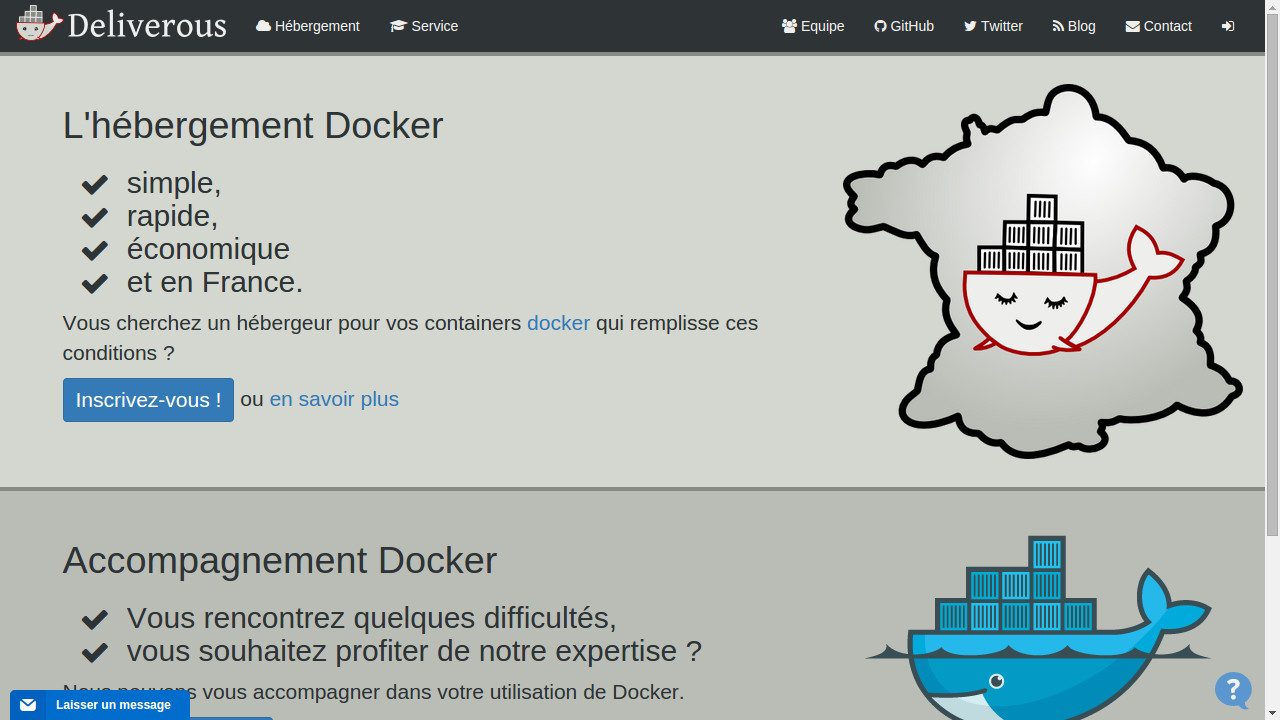 Deliverous
Hébergement
Service
Equipe
GitHub
Twitter
Blog
Contact
L'hébergement Docker
simple,
rapide,
économique
et en France.
Vous cherchez un hébergeur pour vos containers docker qui remplisse ces
conditions ?
Inscrivez-vous ! ou en savoir plus
Accompagnement Docker
Vous rencontrez quelques difficultés,
vous souhaitez profiter de notre expertise ?
Nous pouvons vous accompagner dans votre utilisation de Docker.
Laisser un message
?